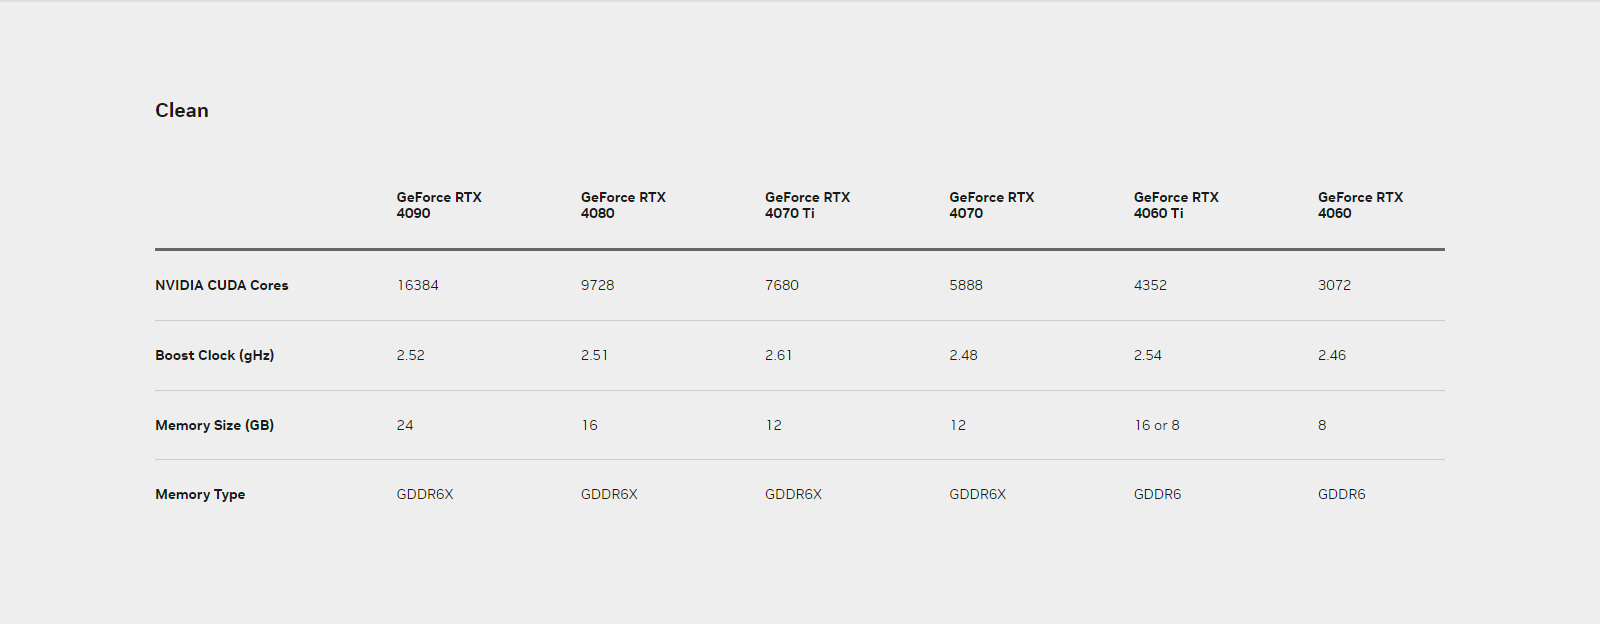 Clean
GeForce RTX 4090 GeForce RTX 4080 GeForce RTX 4070 Ti GeForce RTX 4070 GeForce RTX 4060 Ti GeForce RTX 4060
NVIDIA CUDA Cores 16384 9728 7680 5888 4352 3072
Boost Clock (gHz) 2.52 2.51 2.61 2.48 2.54 2.46
Memory Size (GB) 24 16 12 12 16 or 8 8
Memory Type GDDR6X GDDR6X GDDR6X GDDR6X GDDR6 GDDR6